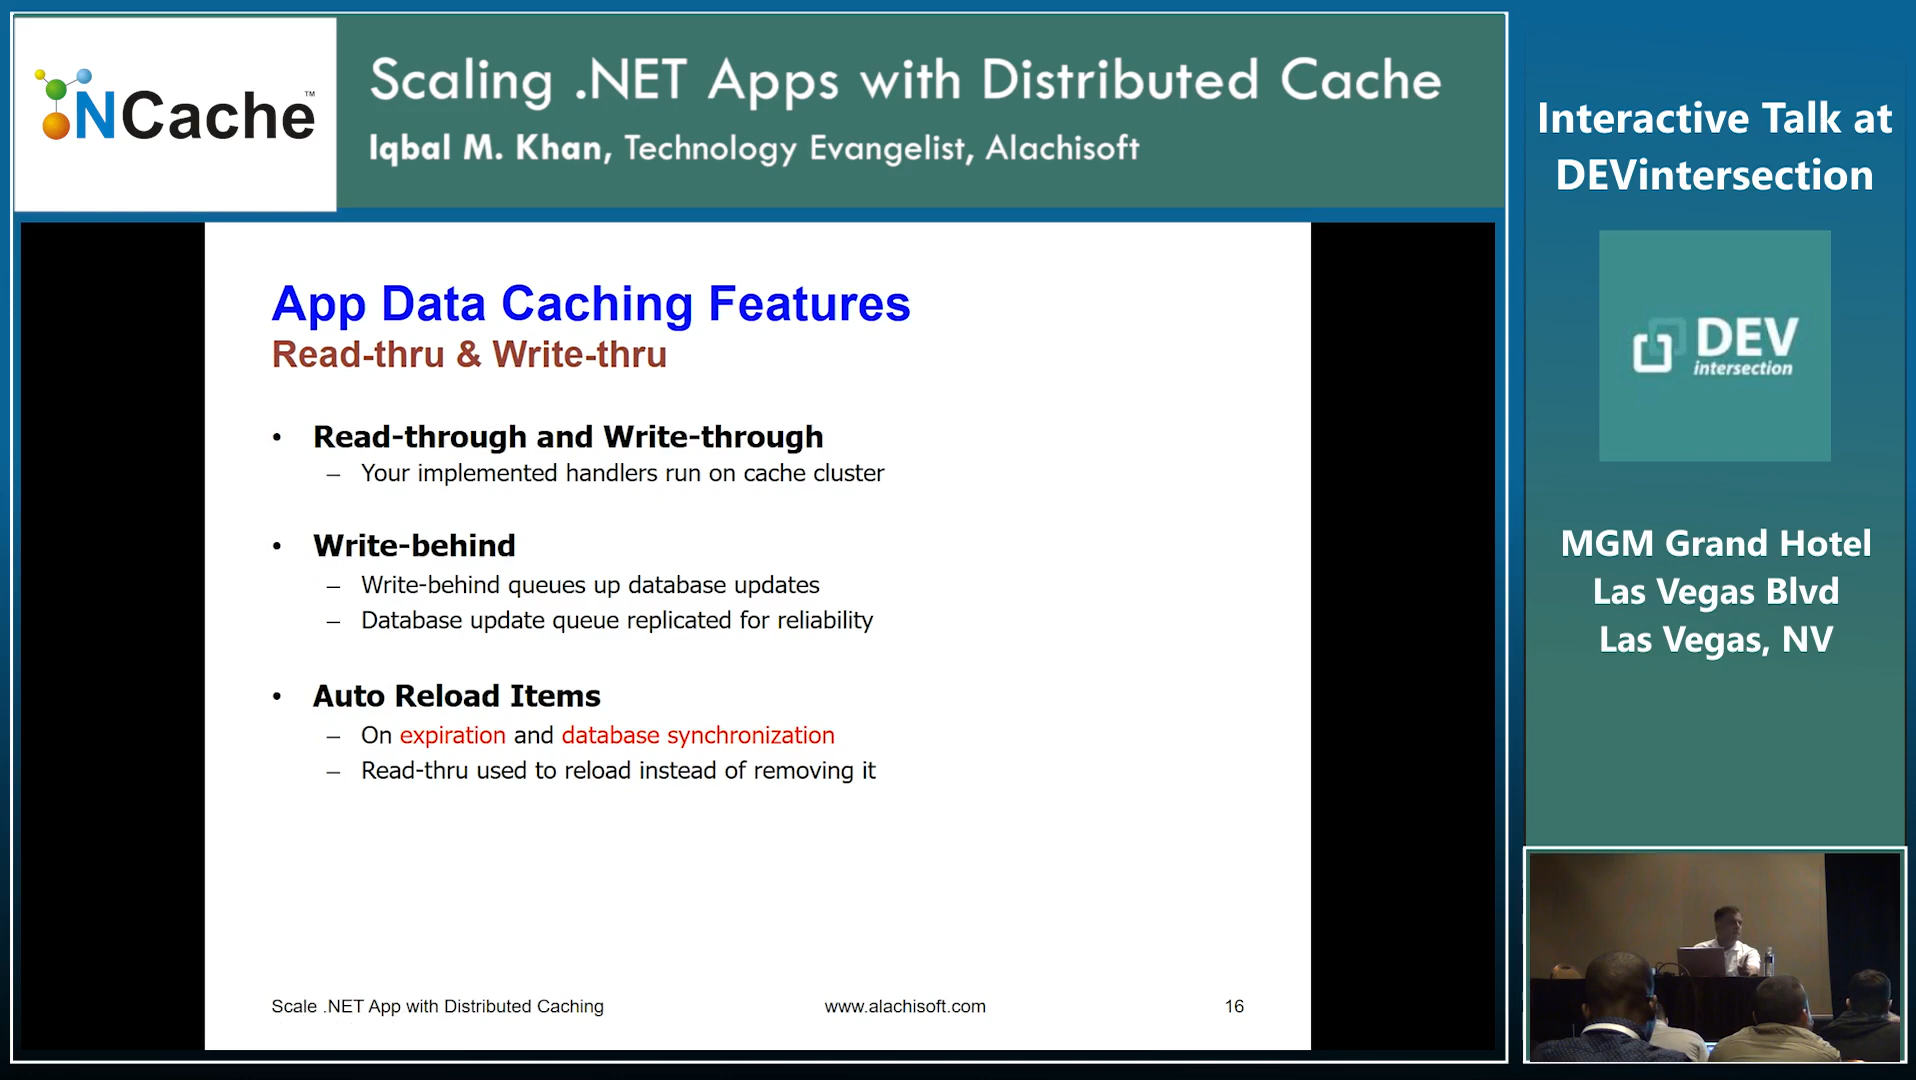 NCache™
Scaling .NET Apps with Distributed Cache
Iqbal M. Khan, Technology Evangelist, Alachisoft
Interactive Talk at
DEVintersection
DEV
intersection
MGM Grand Hotel
Las Vegas Blvd
Las Vegas, NV
App Data Caching Features
Read-thru & Write-thru
• Read-through and Write-through
– Your implemented handlers run on cache cluster
• Write-behind
– Write-behind queues up database updates
– Database update queue replicated for reliability
• Auto Reload Items
– On expiration and database synchronization
– Read-thru used to reload instead of removing it
Scale .NET App with Distributed Caching
www.alachisoft.com
16